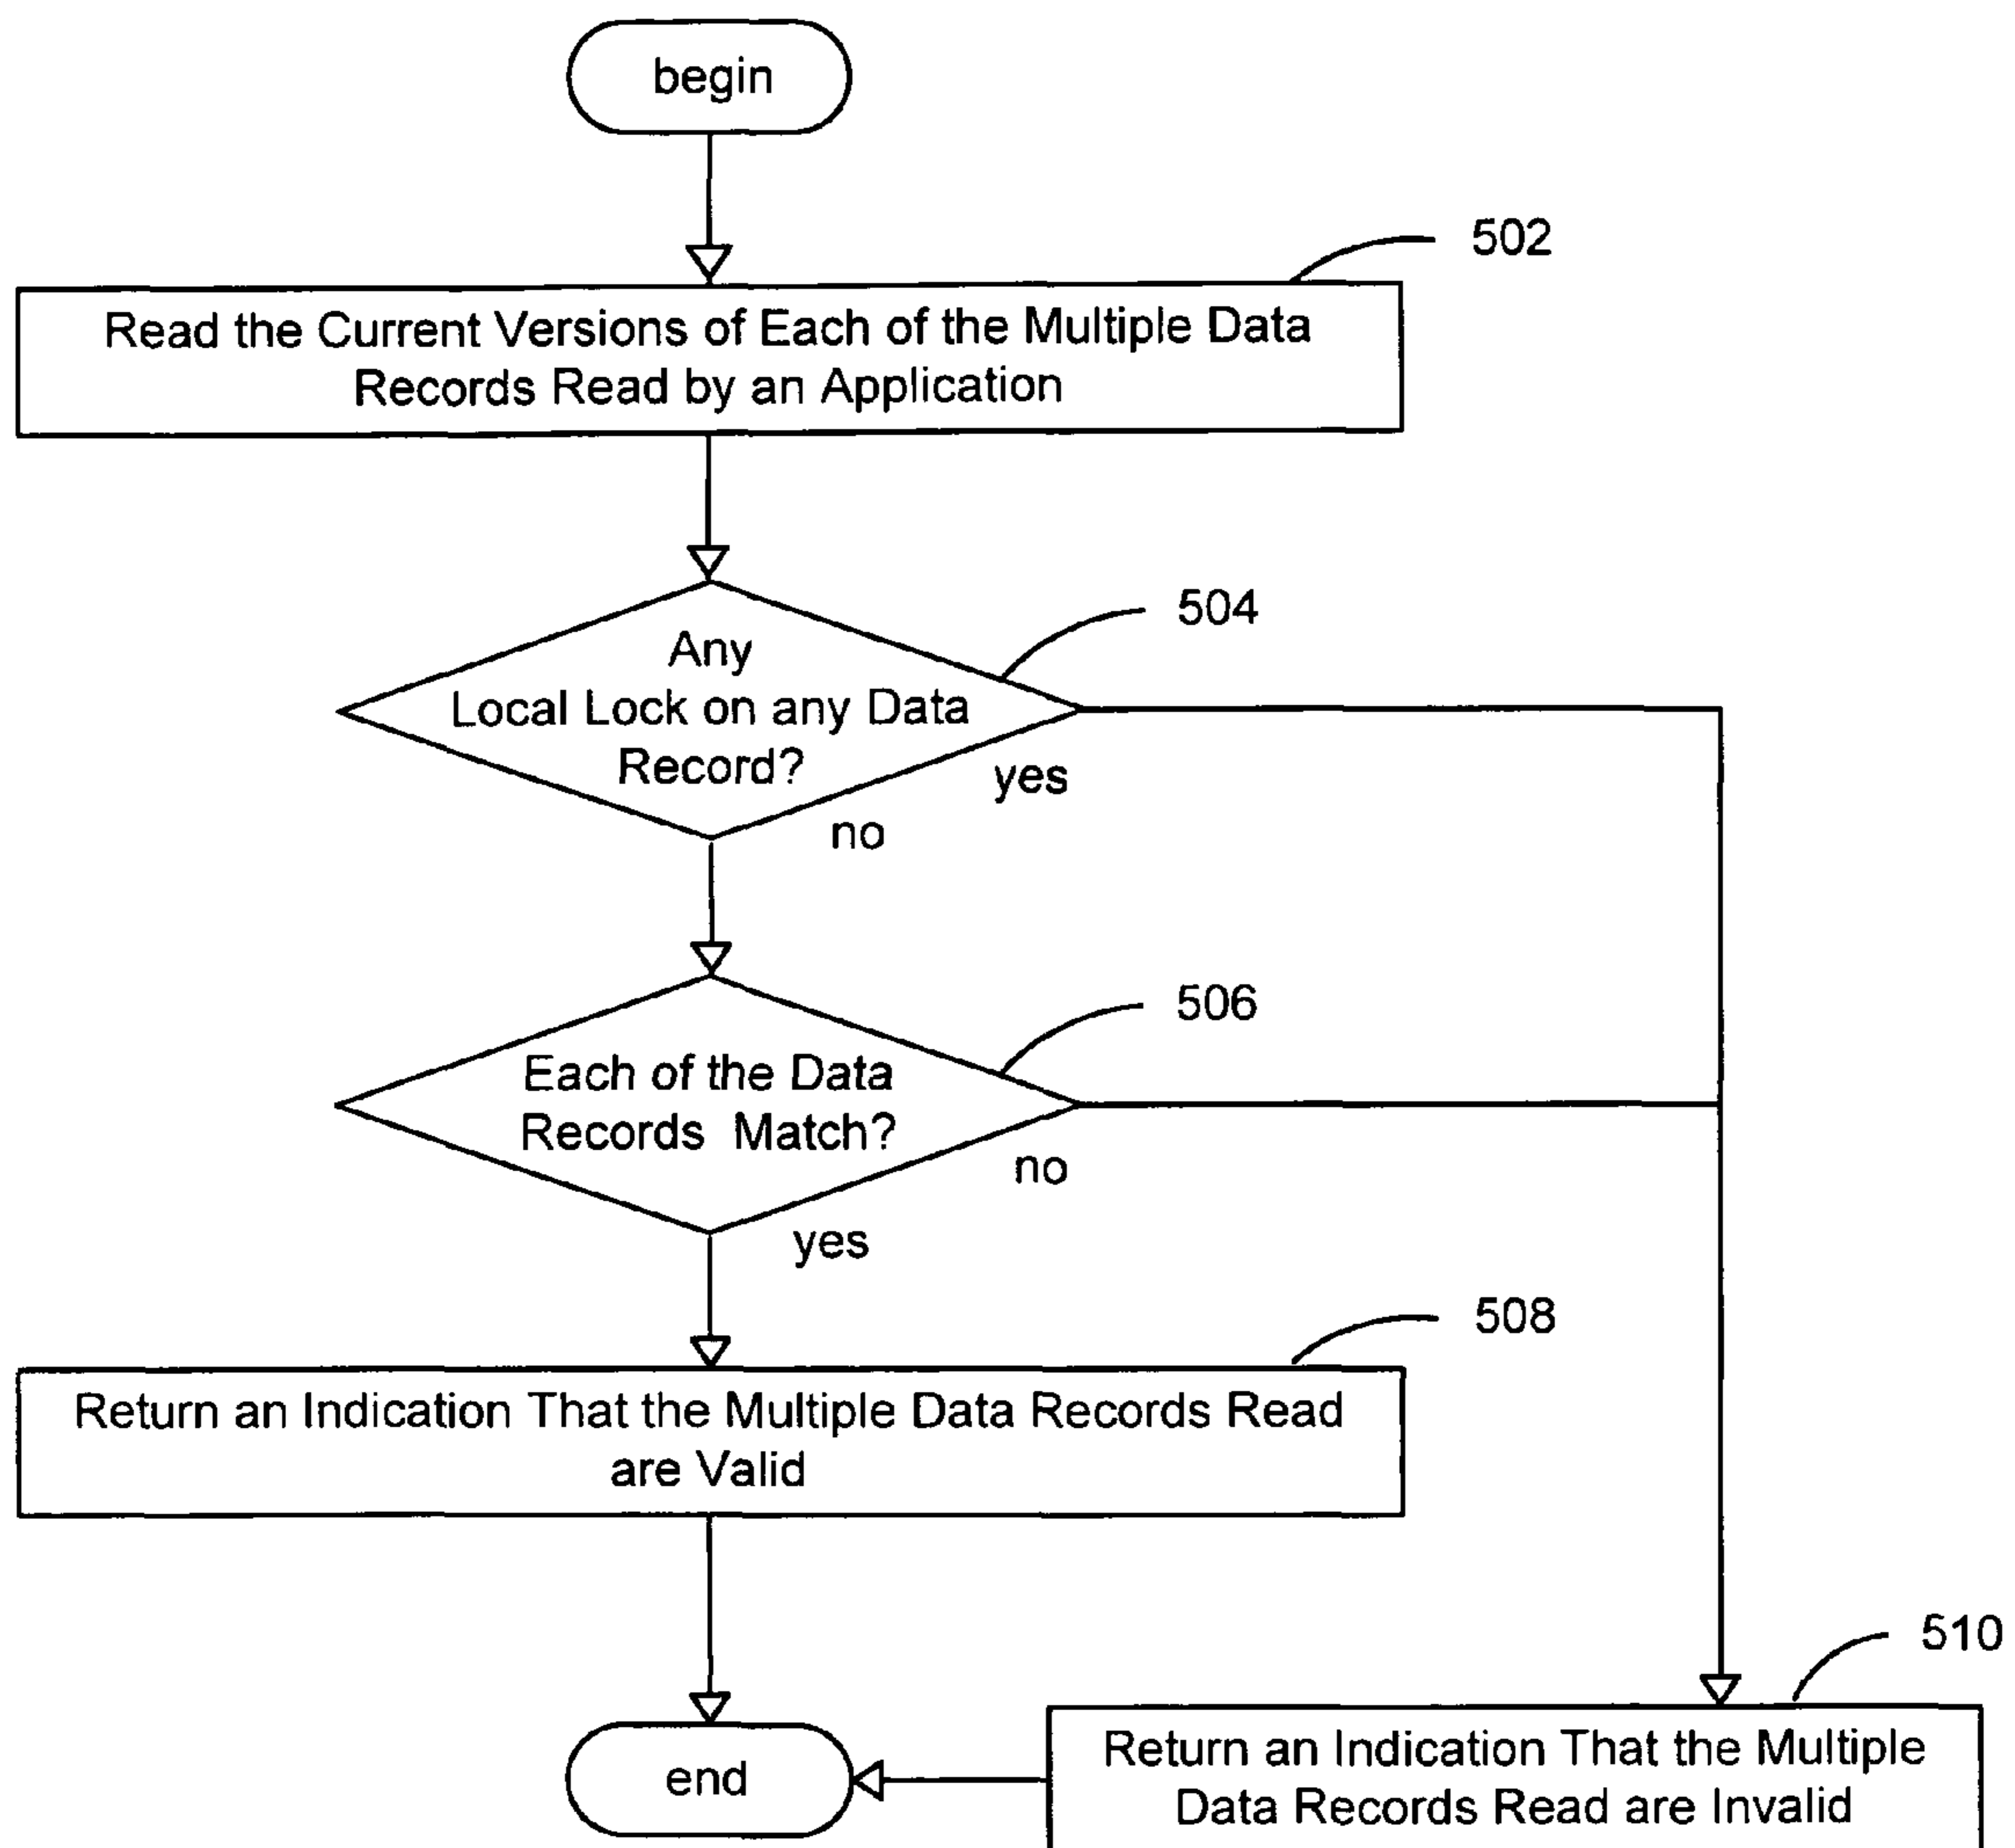 begin
502
Read the Current Versions of Each of the Multiple Data
Records Read by an Application
504
Any
Local Lock on any Data
Record?
yes
no
506
Each of the Data
Records Match?
no
yes
508
Return an Indication That the Multiple Data Records Read
are Valid
510
Return an Indication That the Multiple
Data Records Read are Invalid
end